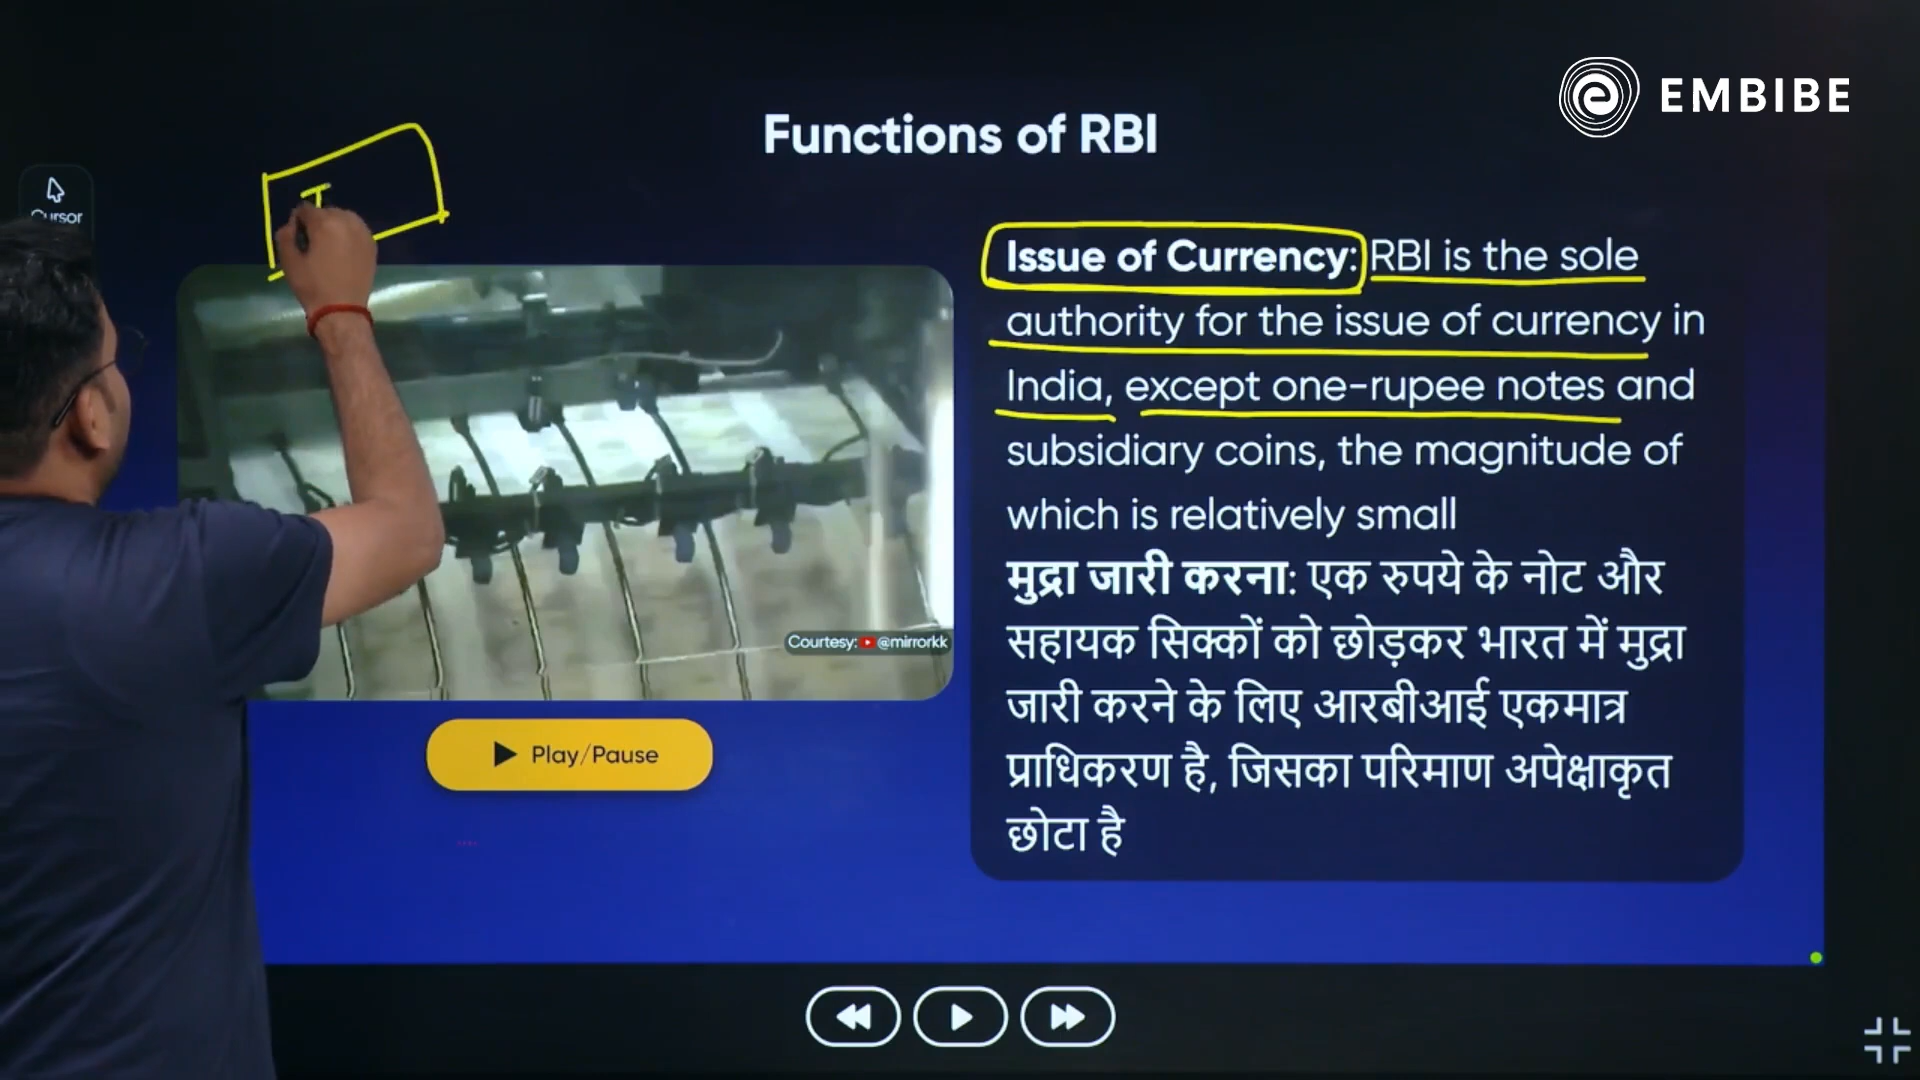 EMBIBE
Functions of RBI
Cursor
Issue of Currency: RBI is the sole
authority for the issue of currency in
India, except one-rupee notes and
subsidiary coins, the magnitude of
which is relatively small
मुद्रा जारी करना: एक रुपये के नोट और
सहायक सिक्कों को छोड़कर भारत में मुद्रा
जारी करने के लिए आरबीआई एकमात्र
प्राधिकरण है, जिसका परिमाण अपेक्षाकृत
छोटा है
Courtesy: @mirrorkk
Play/Pause